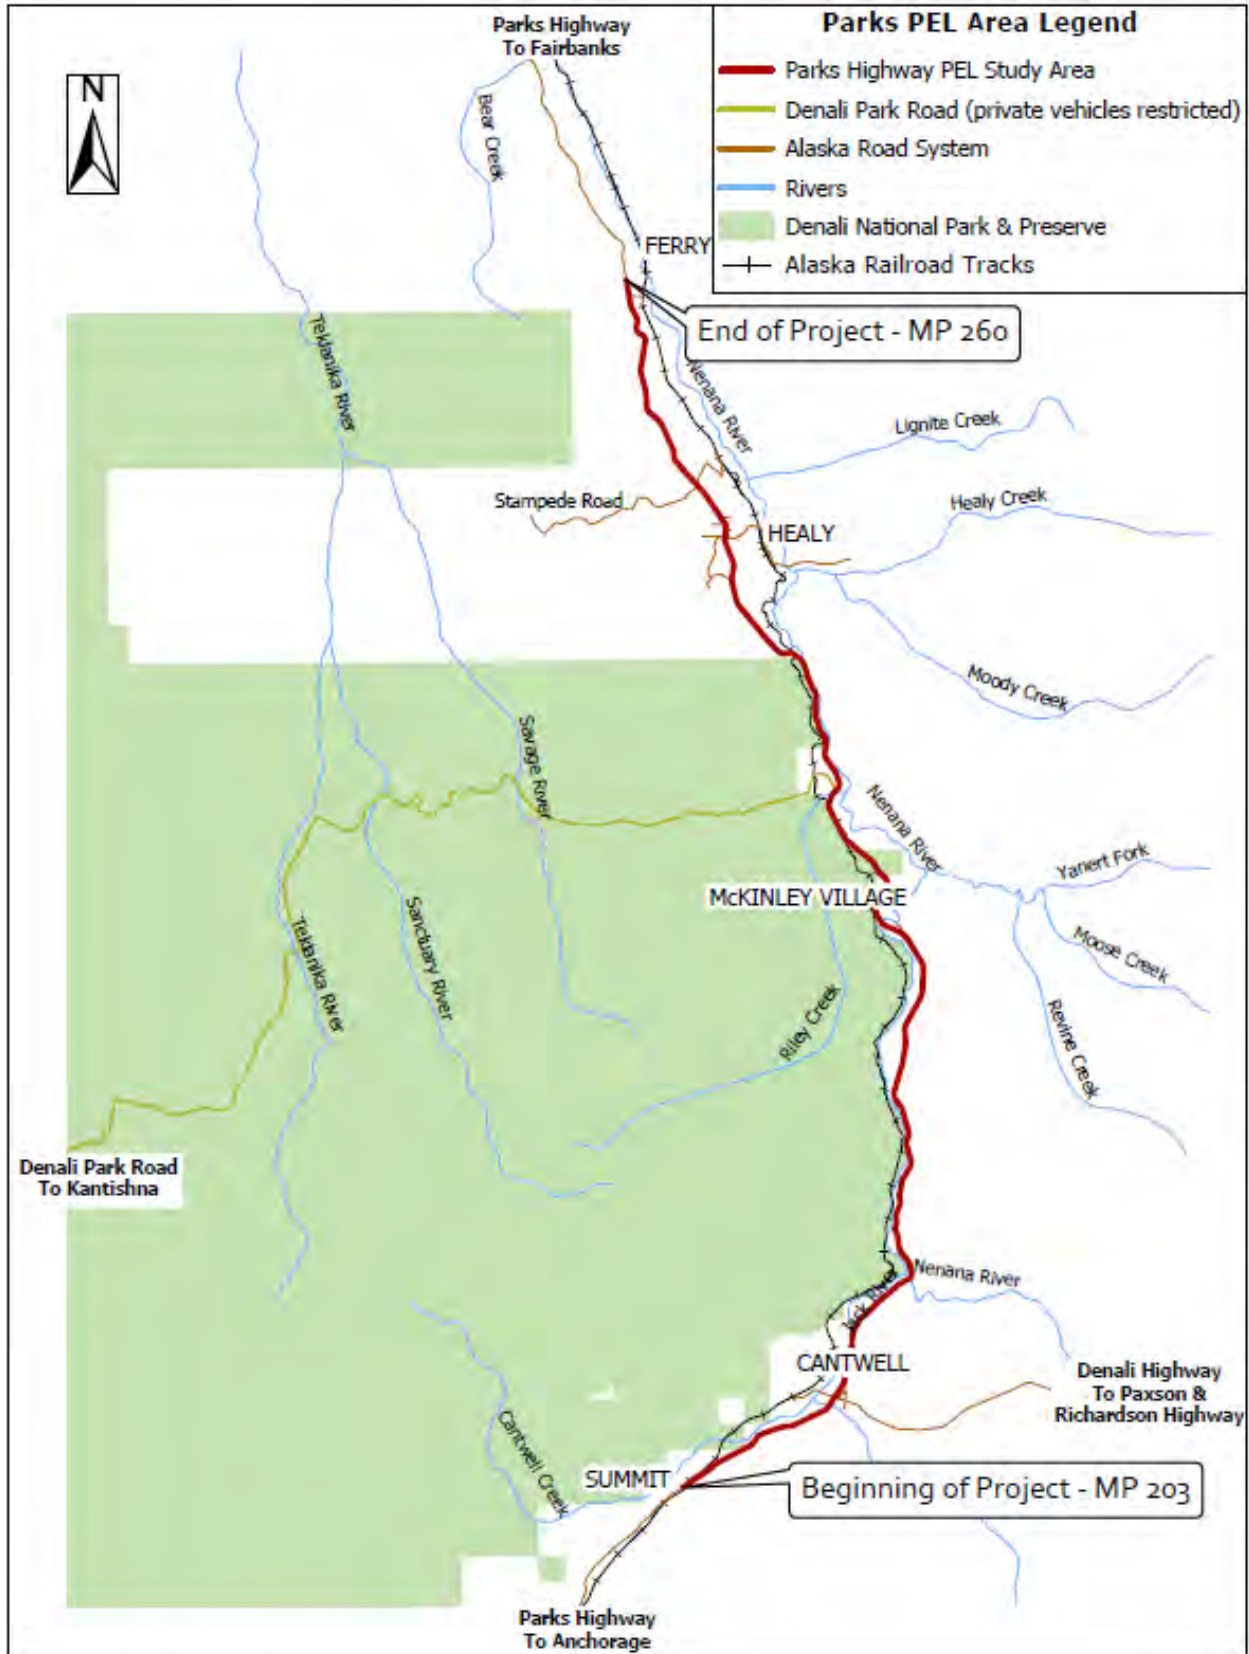 Parks Highway
To Fairbanks
Parks PEL Area Legend
Parks Highway PEL Study Area
Denali Park Road (private vehicles restricted)
Alaska Road System
Rivers
Denali National Park & Preserve
Alaska Railroad Tracks
N
Bear Creek
FERRY
End of Project - MP 260
Teklanika River
Nenana River
Lignite Creek
Stampede Road
Healy Creek
HEALY
Moody Creek
Savage River
Nenana River
Yanert Fork
McKINLEY VILLAGE
Sanctuary River
Teklanika River
Moose Creek
Riley Creek
Revine Creek
Denali Park Road
To Kantishna
Nenana River
Jack River
CANTWELL
Denali Highway
To Paxson &
Richardson Highway
Cantwell Creek
SUMMIT
Beginning of Project - MP 203
Parks Highway
To Anchorage